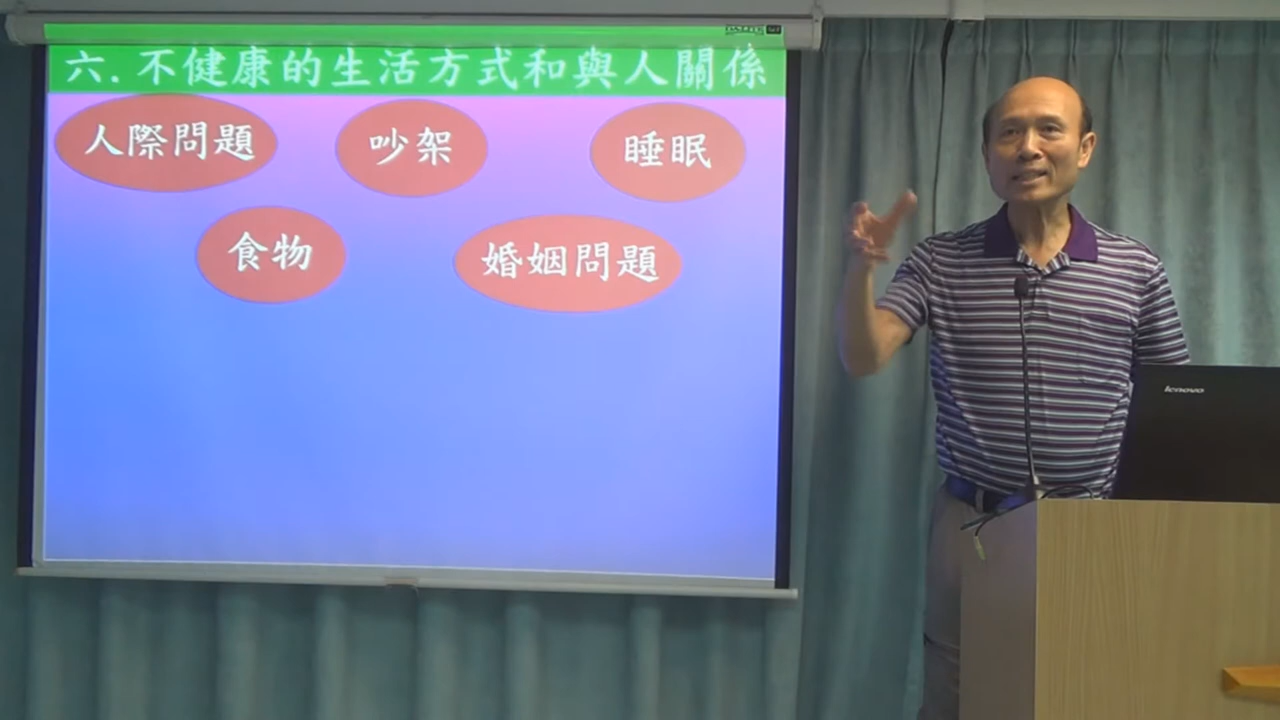 六.不健康的生活方式和與人關係
人際問題
吵架
睡眠
食物
婚姻問題
lenovo